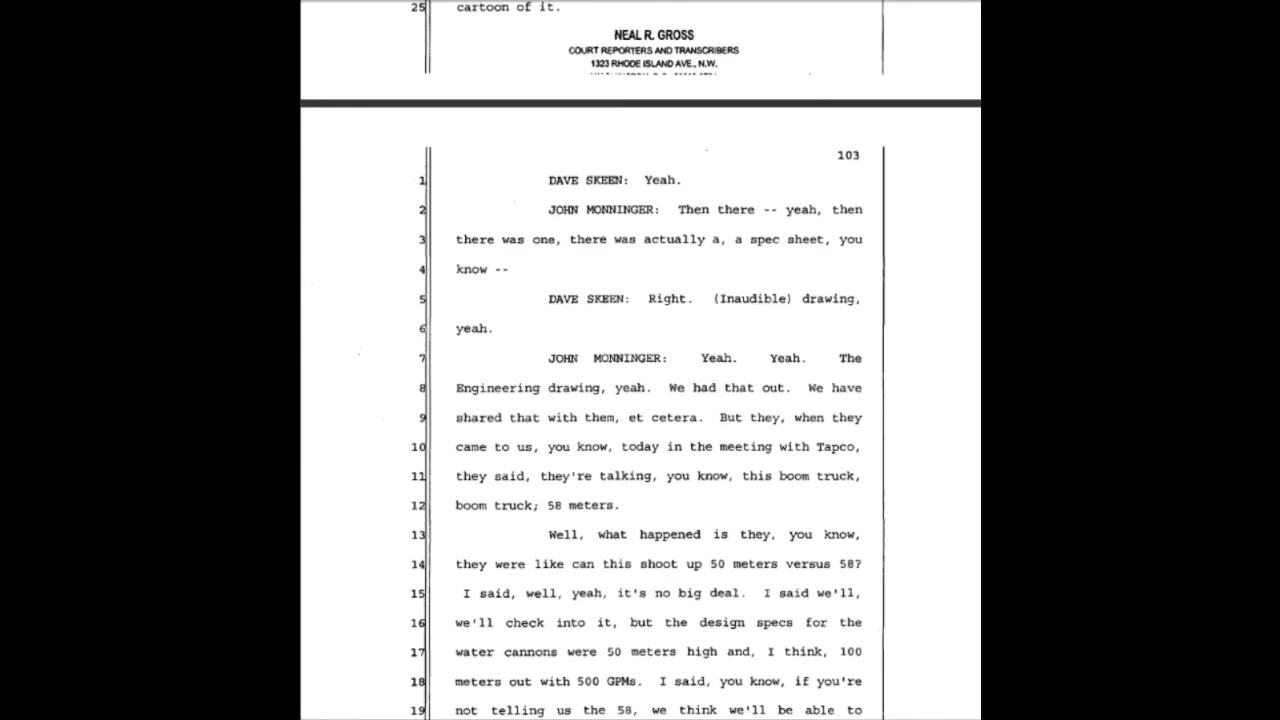 25 cartoon of it.
NEAL R. GROSS
COURT REPORTERS AND TRANSCRIBERS
1323 RHODE ISLAND AVE., N.W.
103
1 DAVE SKEEN: Yeah.
2 JOHN MONNINGER: Then there -- yeah, then
3 there was one, there was actually a, a spec sheet, you
4 know --
5 DAVE SKEEN: Right. (Inaudible) drawing,
6 yeah.
7 JOHN MONNINGER: Yeah. Yeah. The
8 Engineering drawing, yeah. We had that out. We have
9 shared that with them, et cetera. But they, when they
10 came to us, you know, today in the meeting with Tapco,
11 they said, they're talking, you know, this boom truck,
12 boom truck; 58 meters.
13 Well, what happened is they, you know,
14 they were like can this shoot up 50 meters versus 58?
15 I said, well, yeah, it's no big deal. I said we'll,
16 we'll check into it, but the design specs for the
17 water cannons were 50 meters high and, I think, 100
18 meters out with 500 GPMs. I said, you know, if you're
19 not telling us the 58, we think we'll be able to